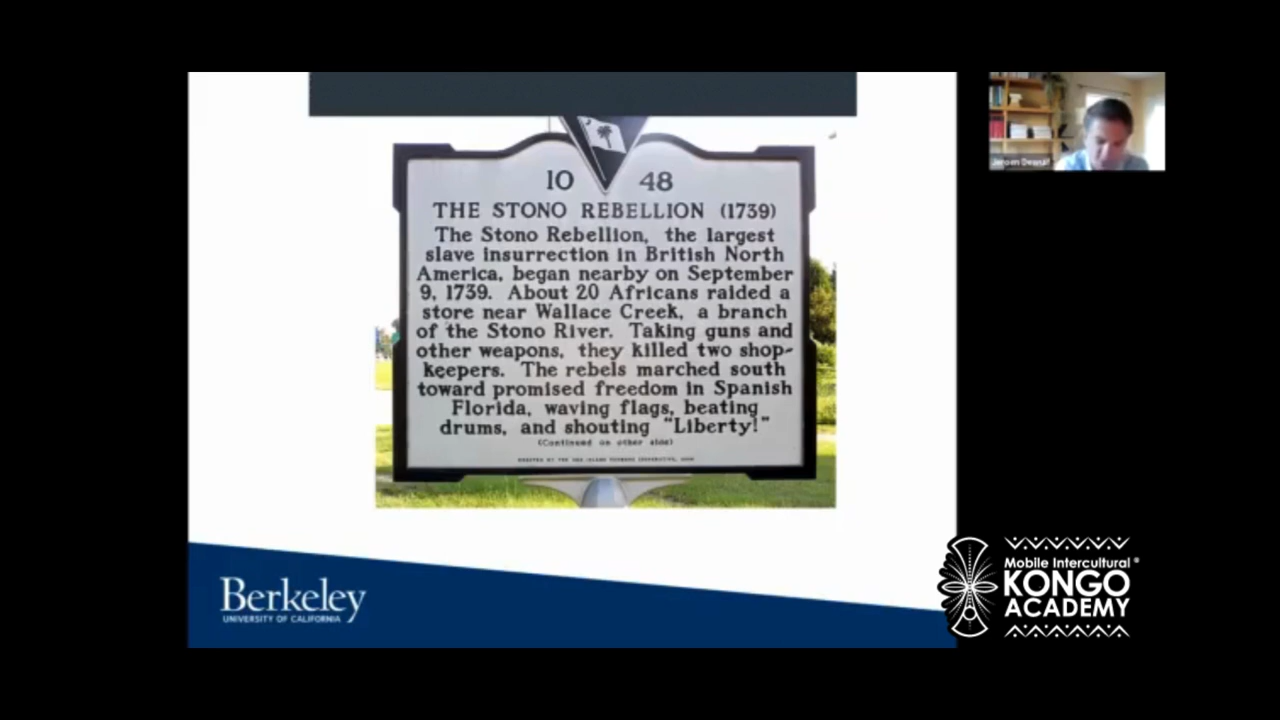 10 48
THE STONO REBELLION (1739)
The Stono Rebellion, the largest
slave insurrection in British North
America, began nearby on September
9, 1739. About 20 Africans raided a
store near Wallace Creek, a branch
of the Stono River. Taking guns and
other weapons, they killed two shop-
keepers. The rebels marched south
toward promised freedom in Spanish
Florida, waving flags, beating
drums, and shouting "Liberty!"
(Continued on other side)
Berkeley
UNIVERSITY OF CALIFORNIA
Mobile Intercultural®
KONGO
ACADEMY